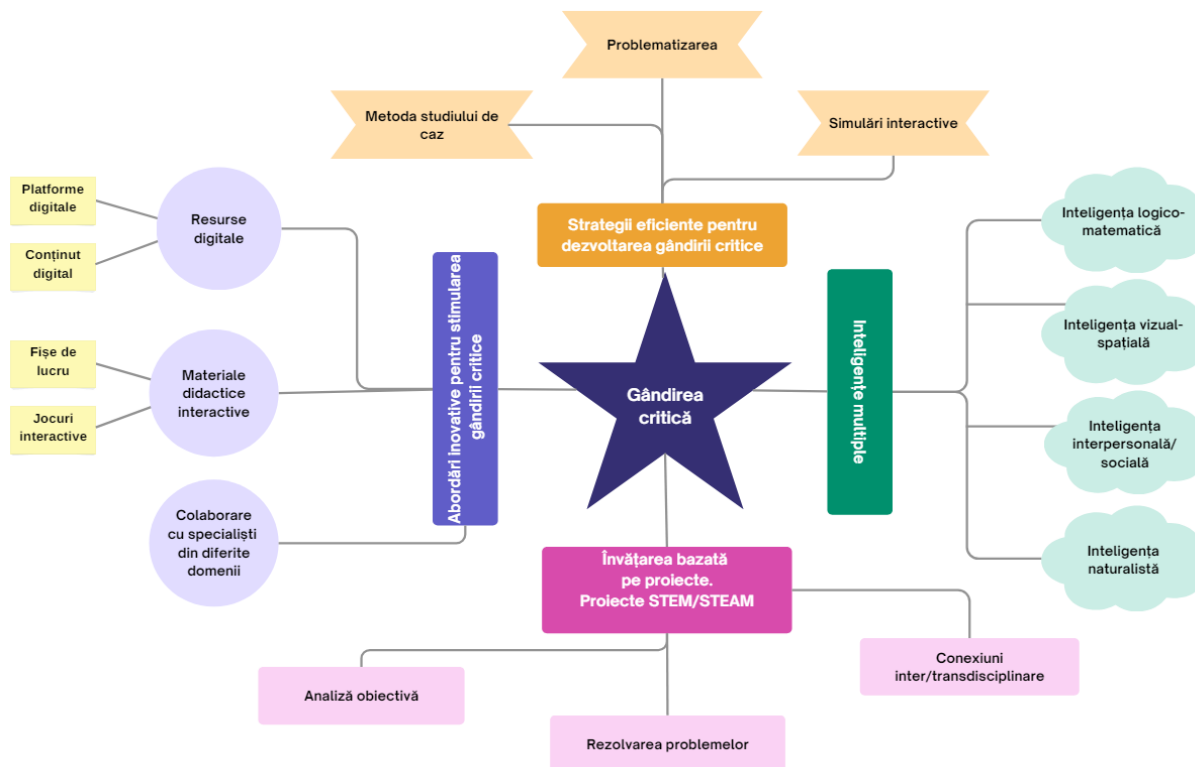 Problematizarea
Metoda studiului de
caz
Simulări interactive
Strategii eficiente pentru
dezvoltarea gândirii critice
Platforme
digitale
Conținut
digital
Resurse
digitale
Fișe de
lucru
Jocuri
interactive
Materiale
didactice
interactive
Colaborare
cu specialiști
din diferite
domenii
Abordări inovative pentru stimularea
gândirii critice
Gândirea
critică
Inteligențe multiple
Inteligența logico-
matematică
Inteligența vizual-
spațială
Inteligența
interpersonală/
socială
Inteligența
naturalistă
Învățarea bazată
pe proiecte.
Proiecte STEM/STEAM
Analiză obiectivă
Rezolvarea problemelor
Conexiuni
inter/transdisciplinare